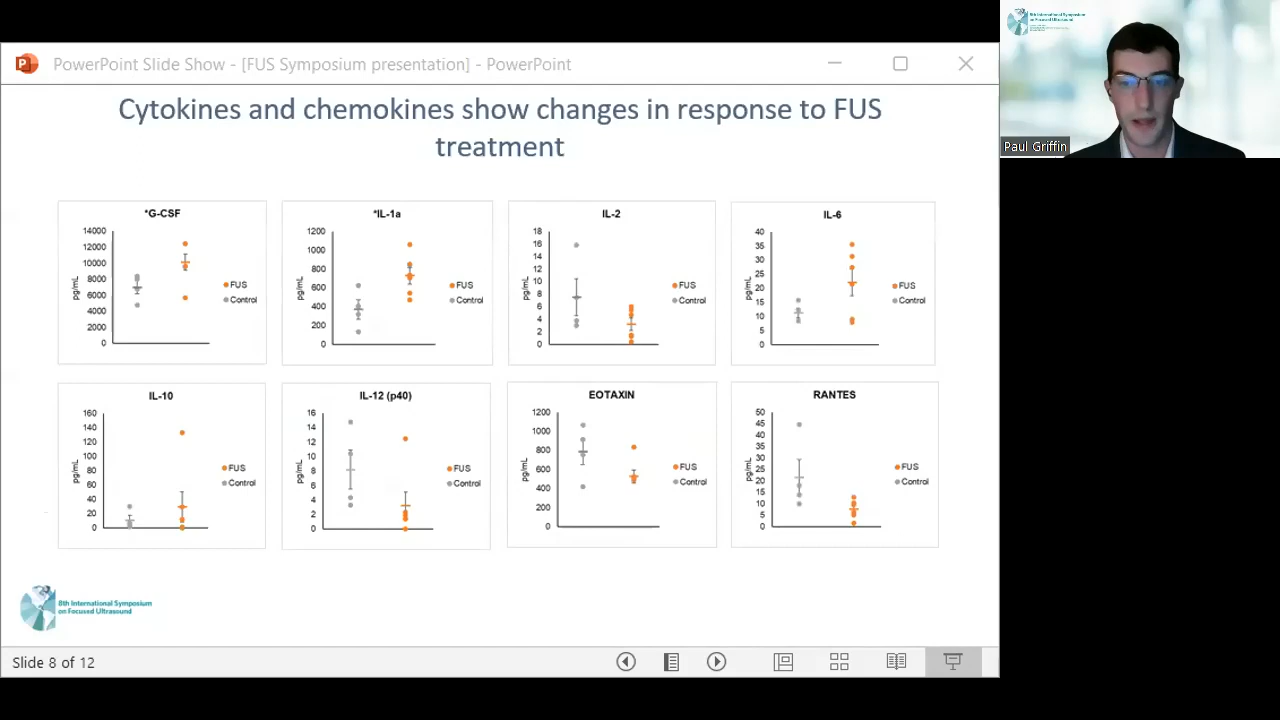 PowerPoint Slide Show - [FUS Symposium presentation] - PowerPoint
8th International Symposium
on Focused Ultrasound
Paul Griffin
Cytokines and chemokines show changes in response to FUS
treatment
*G-CSF
14000
12000
10000
8000
6000
4000
2000
0
pg/mL
FUS
Control
*IL-1a
1200
1000
800
600
400
200
0
pg/mL
FUS
Control
IL-2
18
16
14
12
10
8
6
4
2
0
pg/mL
FUS
Control
IL-6
40
35
30
25
20
15
10
5
0
pg/mL
FUS
Control
IL-10
160
140
120
100
80
60
40
20
0
pg/mL
FUS
Control
IL-12 (p40)
16
14
12
10
8
6
4
2
0
pg/mL
FUS
Control
EOTAXIN
1200
1000
800
600
400
200
0
pg/mL
FUS
Control
RANTES
50
45
40
35
30
25
20
15
10
5
0
pg/mL
FUS
Control
8th International Symposium
on Focused Ultrasound
Slide 8 of 12